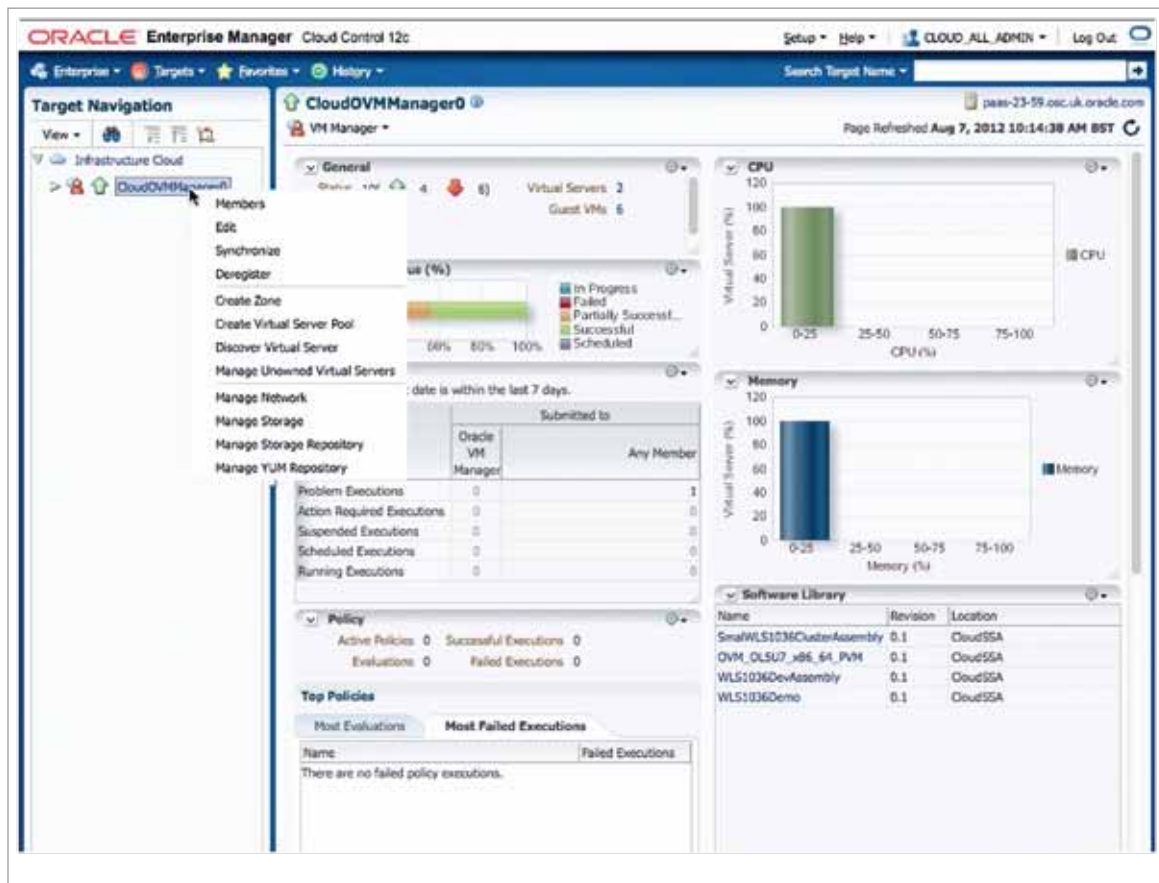 ORACLE Enterprise Manager Cloud Control 12c
Setup Help CLOUD_ALL_ADMIN Log Out
Enterprise Targets Favorites History
Search Target Name
Target Navigation
View
Infrastructure Cloud
CloudOVMManager0
Members
Edit
Synchronize
Deregister
Create Zone
Create Virtual Server Pool
Discover Virtual Server
Manage Unowned Virtual Servers
Manage Network
Manage Storage
Manage Storage Repository
Manage YUM Repository
CloudOVMManager0
paas-23-59.osc.uk.oracle.com
VM Manager
Page Refreshed Aug 7, 2012 10:14:38 AM BST
General
4 6)
Virtual Servers 2
Guest VMs 6
us (%)
In Progress
Failed
Partially Successf...
Successful
Scheduled
60% 80% 100%
date is within the last 7 days.
Submitted to
Oracle VM Manager
Any Member
Problem Executions 0 1
Action Required Executions 0 0
Suspended Executions 0 0
Scheduled Executions 0 0
Running Executions 0 0
Policy
Active Policies 0 Successful Executions 0
Evaluations 0 Failed Executions 0
Top Policies
Most Evaluations Most Failed Executions
Name Failed Executions
There are no failed policy executions.
CPU
Virtual Server (%)
120
100
80
60
40
20
0
0-25 25-50 50-75 75-100
CPU (%)
CPU
Memory
Virtual Server (%)
120
100
80
60
40
20
0
0-25 25-50 50-75 75-100
Memory (%)
Memory
Software Library
Name Revision Location
SmalWLS1036ClusterAssembly 0.1 CloudSSA
OVM_OL5U7_x86_64_PVM 0.1 CloudSSA
WLS1036DevAssembly 0.1 CloudSSA
WLS1036Demo 0.1 CloudSSA